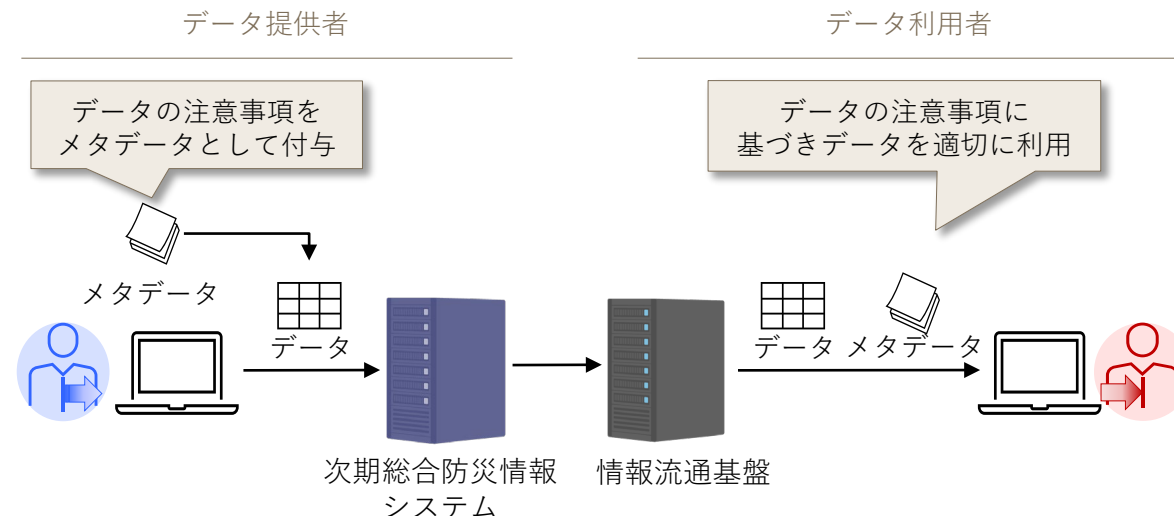 データ提供者
データ利用者
データの注意事項を
メタデータとして付与
データの注意事項に
基づきデータを適切に利用
メタデータ
データ
データ
メタデータ
次期総合防災情報
システム
情報流通基盤